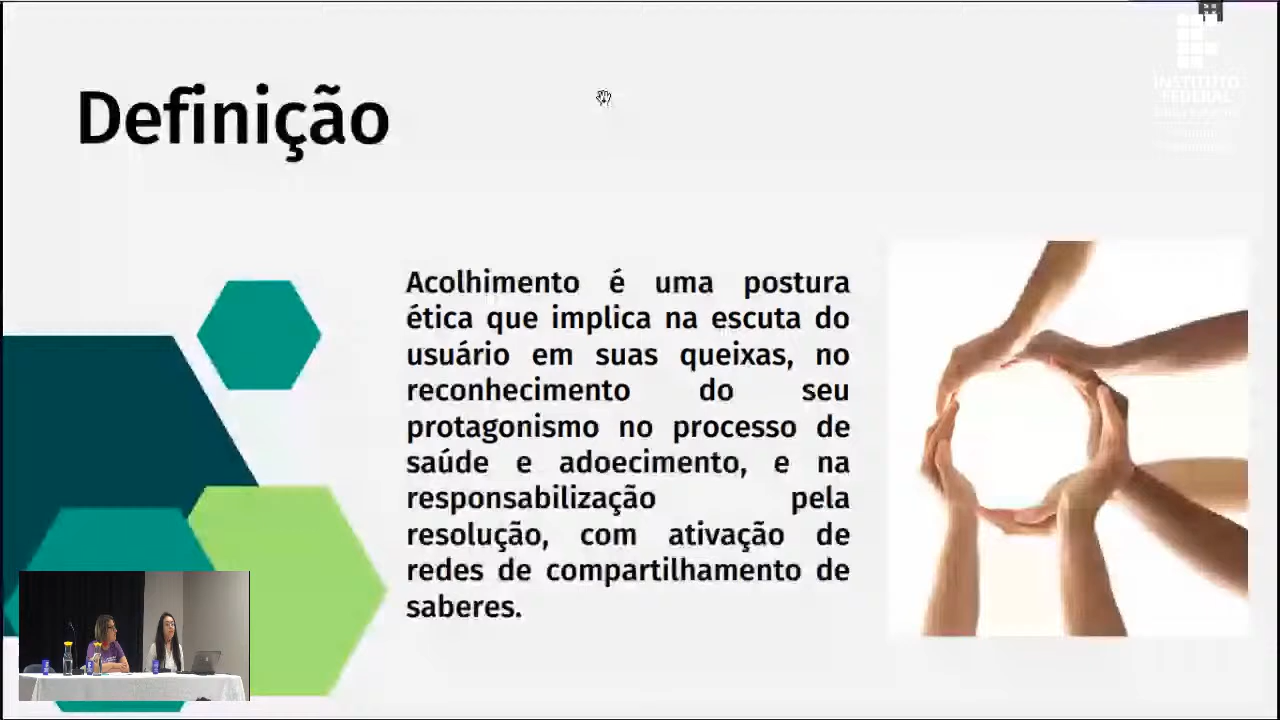 Definição
INSTITUTO
FEDERAL
Acolhimento é uma postura
ética que implica na escuta do
usuário em suas queixas, no
reconhecimento do seu
protagonismo no processo de
saúde e adoecimento, e na
responsabilização pela
resolução, com ativação de
redes de compartilhamento de
saberes.